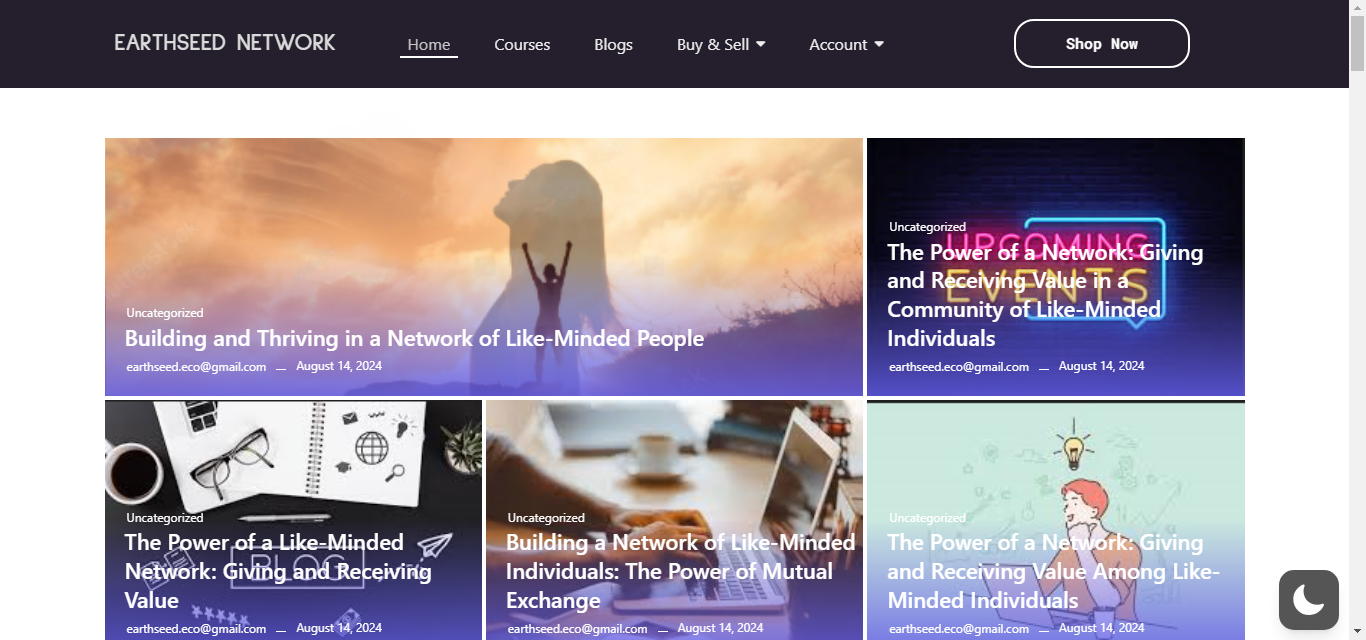 EARTHSEED NETWORK
Home
Courses
Blogs
Buy & Sell
Account
Shop Now
Uncategorized
Building and Thriving in a Network of Like-Minded People
earthseed.eco@gmail.com — August 14, 2024
UPCOMING
EVENTS
Uncategorized
The Power of a Network: Giving
and Receiving Value in a
Community of Like-Minded
Individuals
earthseed.eco@gmail.com — August 14, 2024
BLOG
Uncategorized
The Power of a Like-Minded
Network: Giving and Receiving
Value
earthseed.eco@gmail.com — August 14, 2024
Uncategorized
Building a Network of Like-Minded
Individuals: The Power of Mutual
Exchange
earthseed.eco@gmail.com — August 14, 2024
Uncategorized
The Power of a Network: Giving
and Receiving Value Among Like-
Minded Individuals
earthseed.eco@gmail.com — August 14, 2024